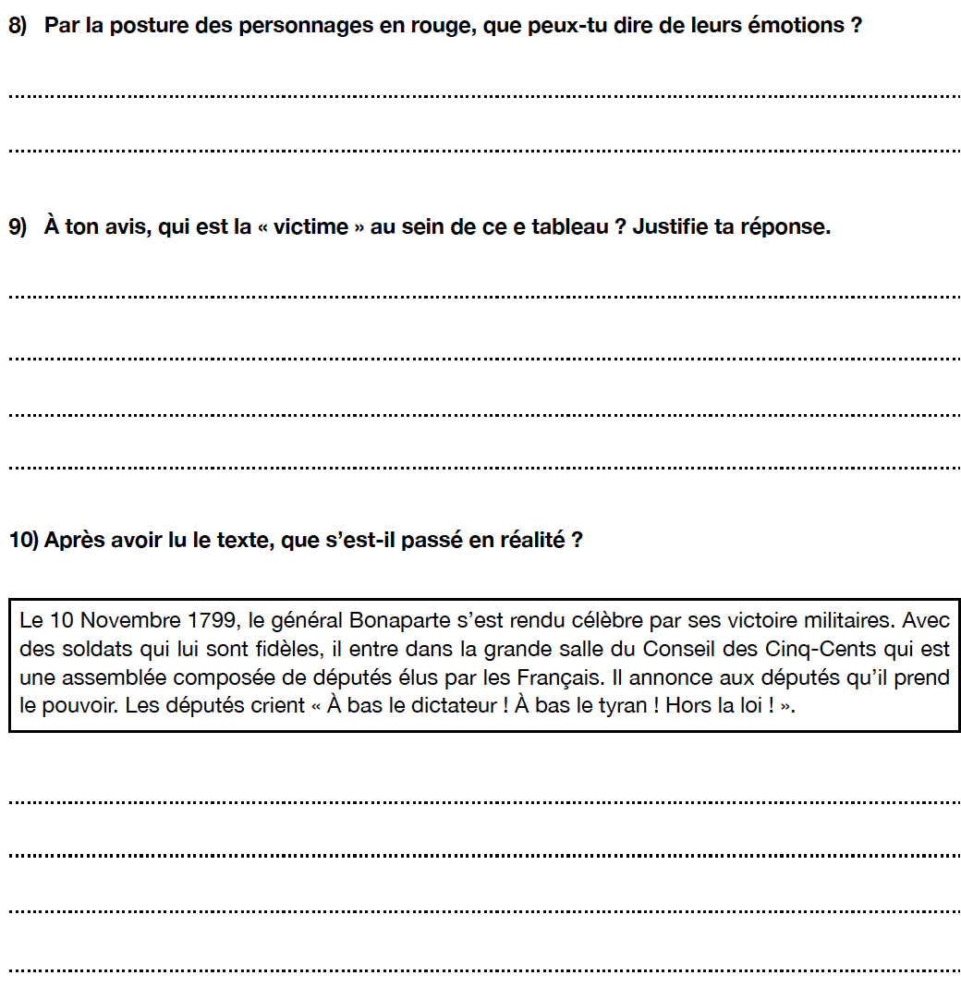 8) Par la posture des personnages en rouge, que peux-tu dire de leurs émotions ?
9) À ton avis, qui est la « victime » au sein de ce e tableau ? Justifie ta réponse.
10) Après avoir lu le texte, que s’est-il passé en réalité ?
Le 10 Novembre 1799, le général Bonaparte s’est rendu célèbre par ses victoire militaires. Avec
des soldats qui lui sont fidèles, il entre dans la grande salle du Conseil des Cinq-Cents qui est
une assemblée composée de députés élus par les Français. Il annonce aux députés qu’il prend
le pouvoir. Les députés crient « À bas le dictateur ! À bas le tyran ! Hors la loi ! ».